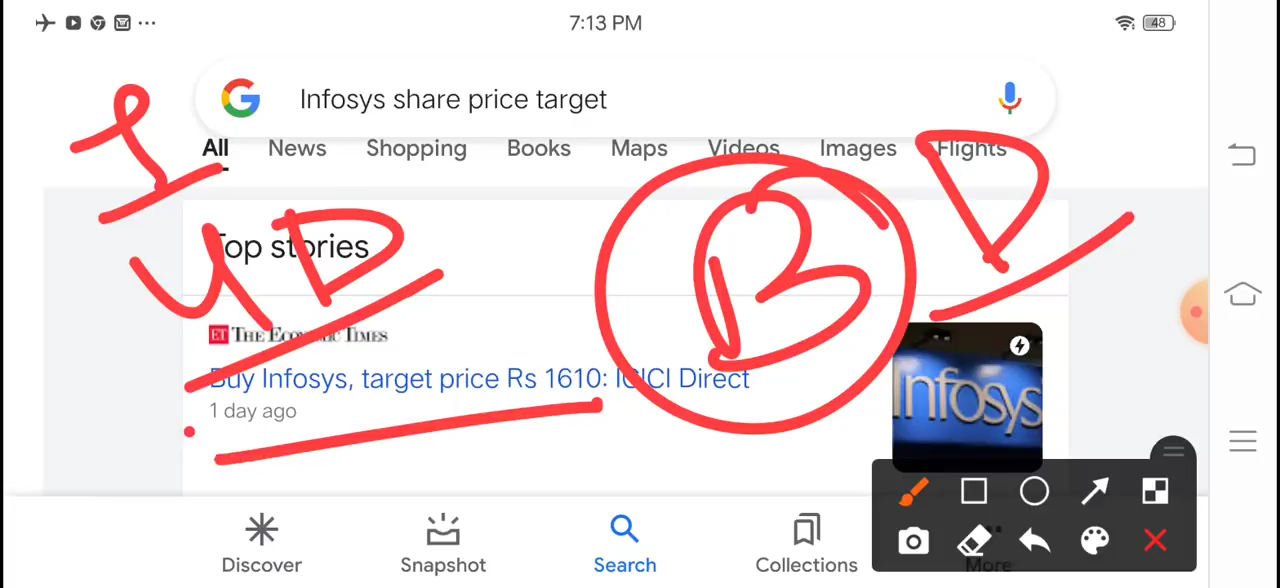 7:13 PM
48
Infosys share price target
All News Shopping Books Maps Videos Images Flights
I
D
Top stories
B
4D
ET THE ECONOMIC TIMES
Buy Infosys, target price Rs 1610: ICICI Direct
1 day ago
Infosys
Discover Snapshot Search Collections More